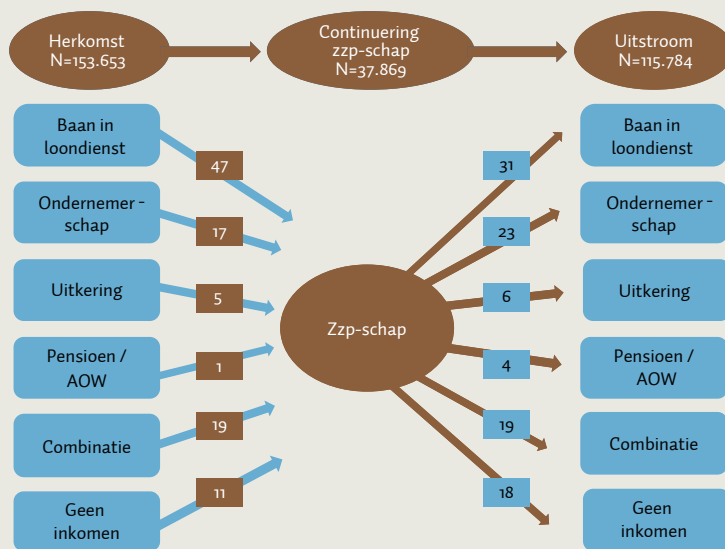 Herkomst
N=153.653
Continuering
zzp-schap
N=37.869
Uitstroom
N=115.784
Baan in
loondienst
47
31
Baan in
loondienst
Ondernemer-
schap
17
23
Ondernemer-
schap
Uitkering
5
6
Uitkering
Zzp-schap
Pensioen /
AOW
1
4
Pensioen /
AOW
Combinatie
19
19
Combinatie
Geen
inkomen
11
18
Geen
inkomen